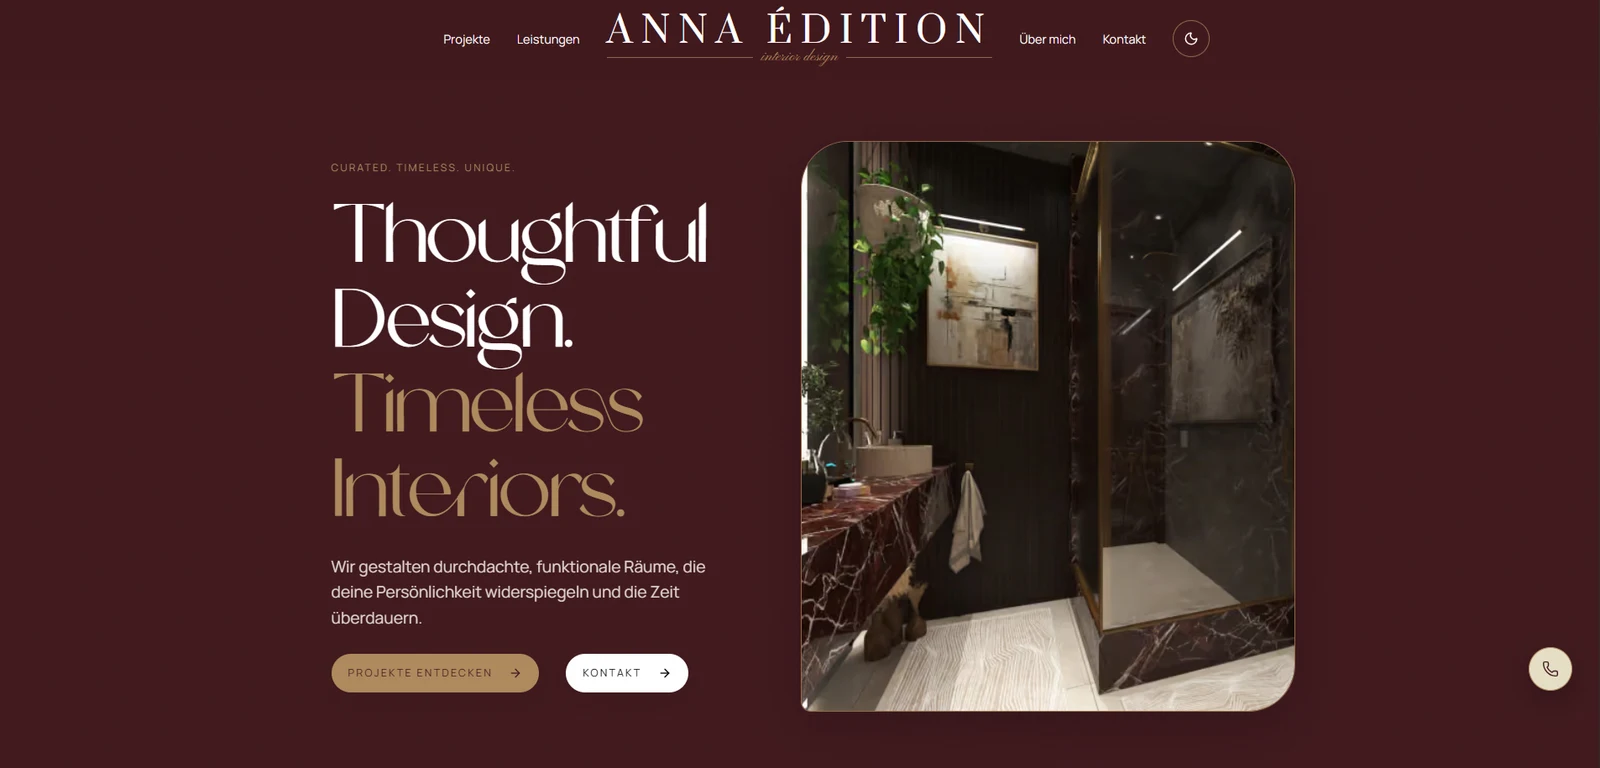 Projekte
Leistungen
ANNA ÉDITION
interior design
Über mich
Kontakt
CURATED. TIMELESS. UNIQUE.
Thoughtful
Design.
Timeless
Interiors.
Wir gestalten durchdachte, funktionale Räume, die
deine Persönlichkeit widerspiegeln und die Zeit
überdauern.
PROJEKTE ENTDECKEN →
KONTAKT →